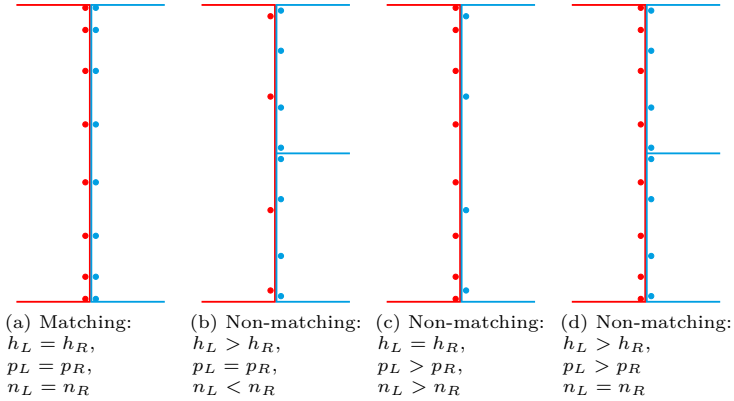 (a) Matching:
h_L = h_R,
p_L = p_R,
n_L = n_R
(b) Non-matching:
h_L > h_R,
p_L = p_R,
n_L < n_R
(c) Non-matching:
h_L = h_R,
p_L > p_R,
n_L > n_R
(d) Non-matching:
h_L > h_R,
p_L > p_R
n_L = n_R